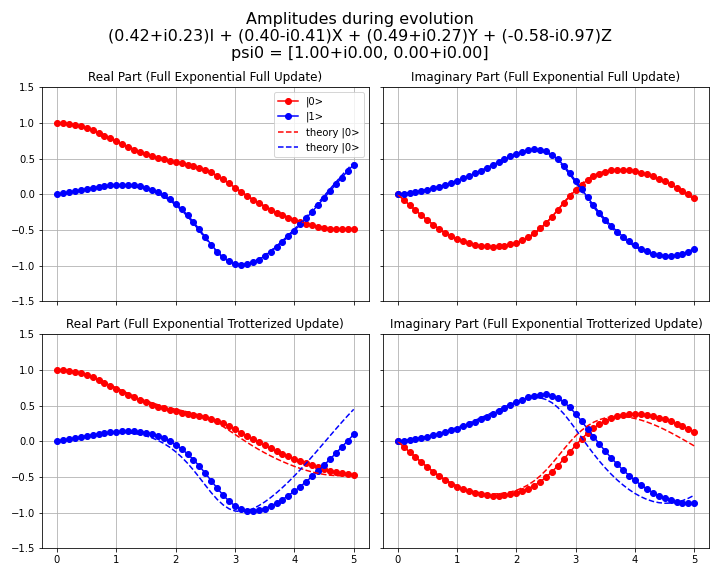 Amplitudes during evolution
(0.42+i0.23)I + (0.40-i0.41)X + (0.49+i0.27)Y + (-0.58-i0.97)Z
psi0 = [1.00+i0.00, 0.00+i0.00]
Real Part (Full Exponential Full Update)
Imaginary Part (Full Exponential Full Update)
1.5
1.0
0.5
0.0
−0.5
−1.0
−1.5
|0>
|1>
theory |0>
theory |0>
Real Part (Full Exponential Trotterized Update)
Imaginary Part (Full Exponential Trotterized Update)
1.5
1.0
0.5
0.0
−0.5
−1.0
−1.5
0 1 2 3 4 5
0 1 2 3 4 5